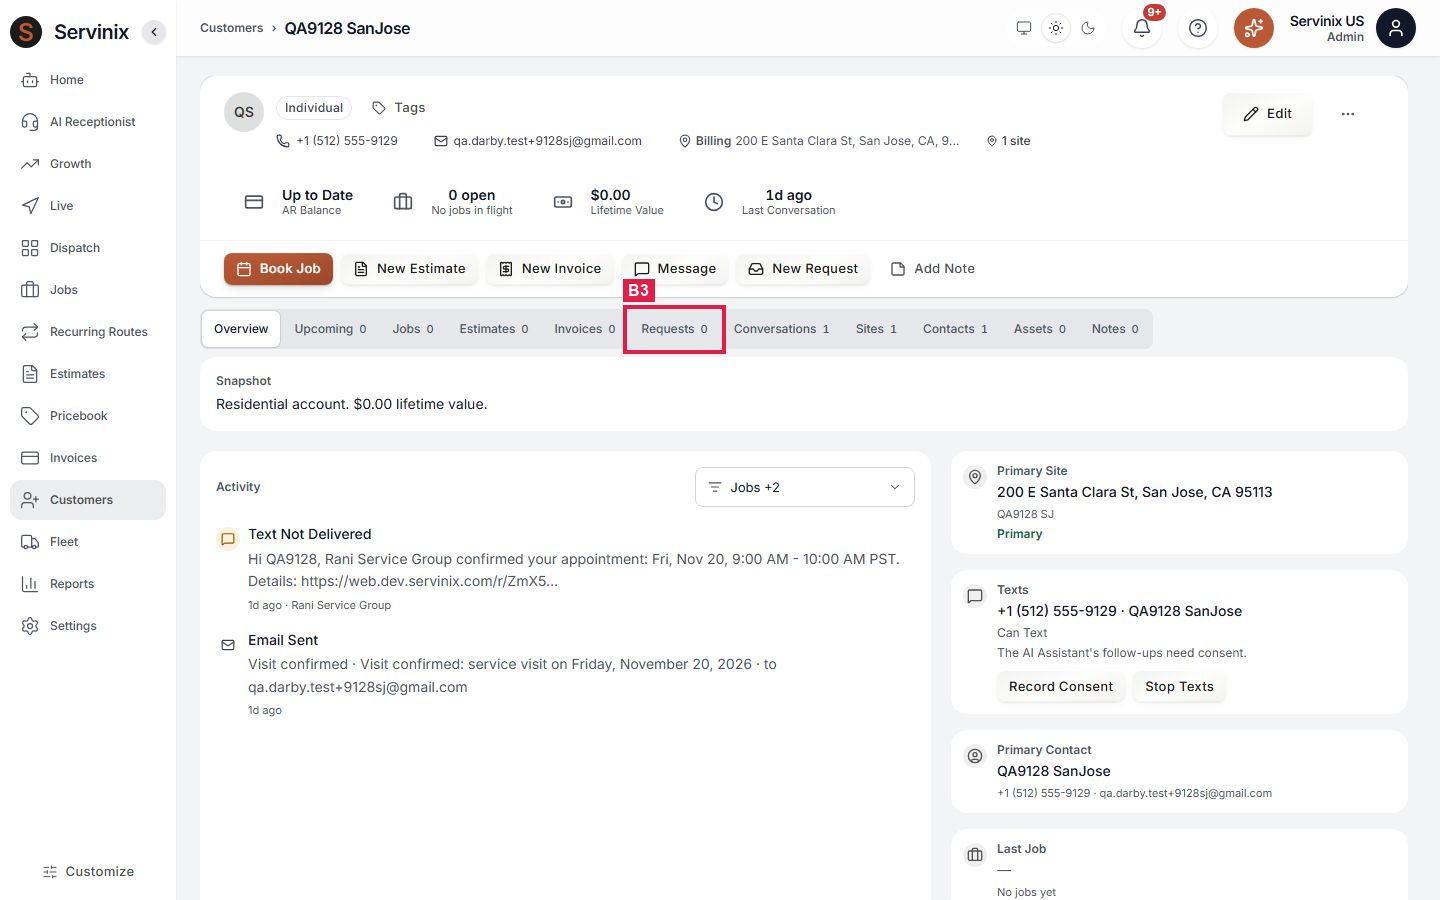 S Servinix
Home
AI Receptionist
Growth
Live
Dispatch
Jobs
Recurring Routes
Estimates
Pricebook
Invoices
Customers
Fleet
Reports
Settings
Customize
Customers › QA9128 SanJose
9+
Servinix US
Admin
QS
Individual
Tags
Edit
+1 (512) 555-9129
qa.darby.test+9128sj@gmail.com
Billing 200 E Santa Clara St, San Jose, CA, 9...
1 site
Up to Date
AR Balance
0 open
No jobs in flight
$0.00
Lifetime Value
1d ago
Last Conversation
Book Job
New Estimate
New Invoice
Message
New Request
Add Note
B3
Overview
Upcoming 0
Jobs 0
Estimates 0
Invoices 0
Requests 0
Conversations 1
Sites 1
Contacts 1
Assets 0
Notes 0
Snapshot
Residential account. $0.00 lifetime value.
Activity
Jobs +2
Text Not Delivered
Hi QA9128, Rani Service Group confirmed your appointment: Fri, Nov 20, 9:00 AM - 10:00 AM PST.
Details: https://web.dev.servinix.com/r/ZmX5...
1d ago · Rani Service Group
Email Sent
Visit confirmed · Visit confirmed: service visit on Friday, November 20, 2026 · to
qa.darby.test+9128sj@gmail.com
1d ago
Primary Site
200 E Santa Clara St, San Jose, CA 95113
QA9128 SJ
Primary
Texts
+1 (512) 555-9129 · QA9128 SanJose
Can Text
The AI Assistant's follow-ups need consent.
Record Consent
Stop Texts
Primary Contact
QA9128 SanJose
+1 (512) 555-9129 · qa.darby.test+9128sj@gmail.com
Last Job
—
No jobs yet